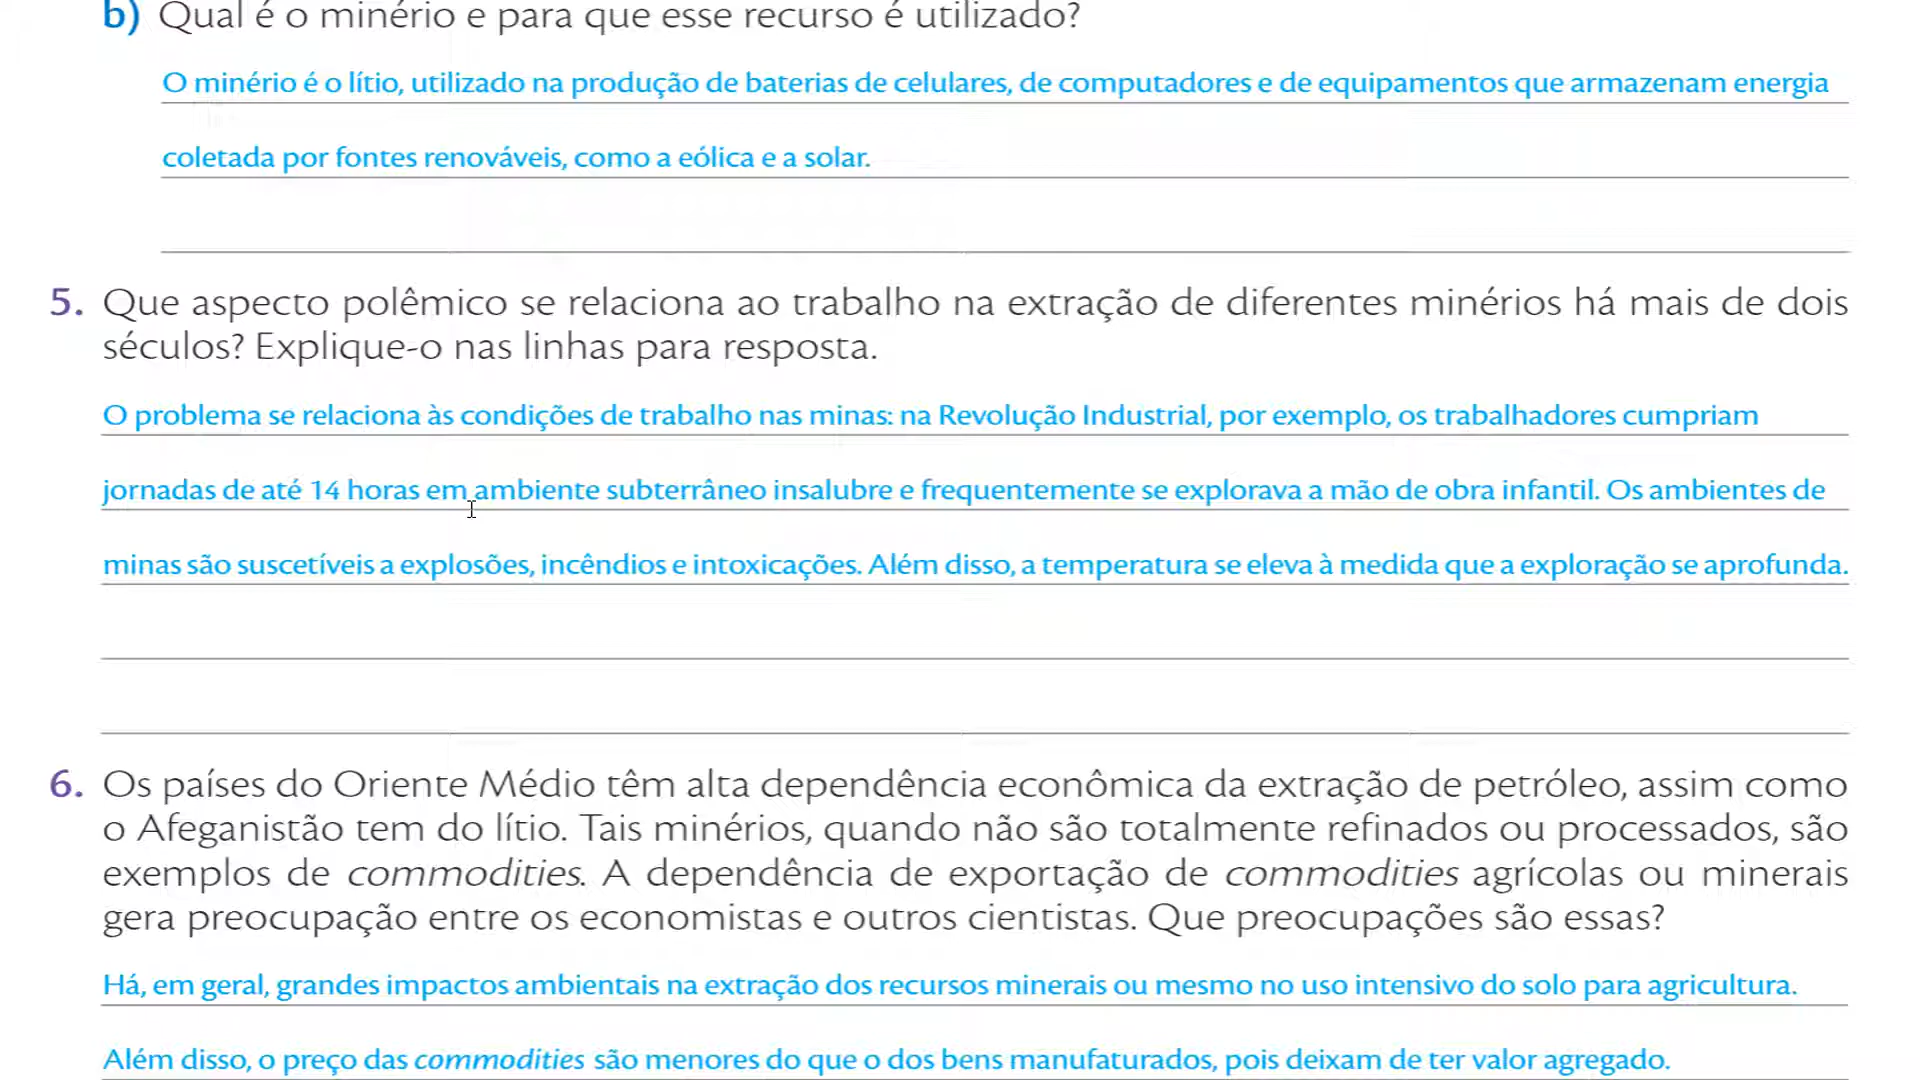 b) Qual é o minério e para que esse recurso é utilizado?
O minério é o lítio, utilizado na produção de baterias de celulares, de computadores e de equipamentos que armazenam energia
coletada por fontes renováveis, como a eólica e a solar.
5. Que aspecto polêmico se relaciona ao trabalho na extração de diferentes minérios há mais de dois
séculos? Explique-o nas linhas para resposta.
O problema se relaciona às condições de trabalho nas minas: na Revolução Industrial, por exemplo, os trabalhadores cumpriam
jornadas de até 14 horas em ambiente subterrâneo insalubre e frequentemente se explorava a mão de obra infantil. Os ambientes de
minas são suscetíveis a explosões, incêndios e intoxicações. Além disso, a temperatura se eleva à medida que a exploração se aprofunda.
6. Os países do Oriente Médio têm alta dependência econômica da extração de petróleo, assim como
o Afeganistão tem do lítio. Tais minérios, quando não são totalmente refinados ou processados, são
exemplos de commodities. A dependência de exportação de commodities agrícolas ou minerais
gera preocupação entre os economistas e outros cientistas. Que preocupações são essas?
Há, em geral, grandes impactos ambientais na extração dos recursos minerais ou mesmo no uso intensivo do solo para agricultura.
Além disso, o preço das commodities são menores do que o dos bens manufaturados, pois deixam de ter valor agregado.